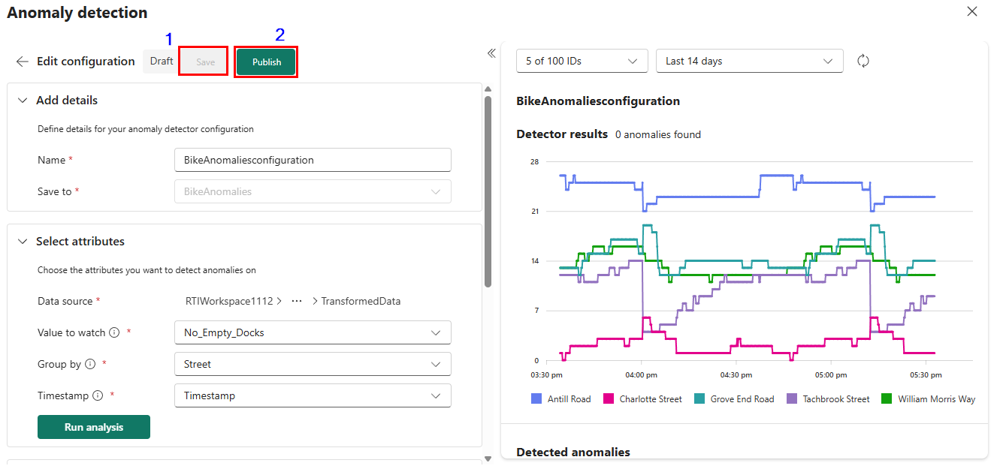 Anomaly detection
1
2
Edit configuration
Draft
Save
Publish
Add details
Define details for your anomaly detector configuration
Name *
BikeAnomaliesconfiguration
Save to *
BikeAnomalies
Select attributes
Choose the attributes you want to detect anomalies on
Data source *
RTIWorkspace1112 > ··· > TransformedData
Value to watch *
No_Empty_Docks
Group by *
Street
Timestamp *
Timestamp
Run analysis
5 of 100 IDs
Last 14 days
BikeAnomaliesconfiguration
Detector results 0 anomalies found
28
21
14
7
0
03:30 pm 04:00 pm 04:30 pm 05:00 pm 05:30 pm
Antill Road Charlotte Street Grove End Road Tachbrook Street William Morris Way
Detected anomalies